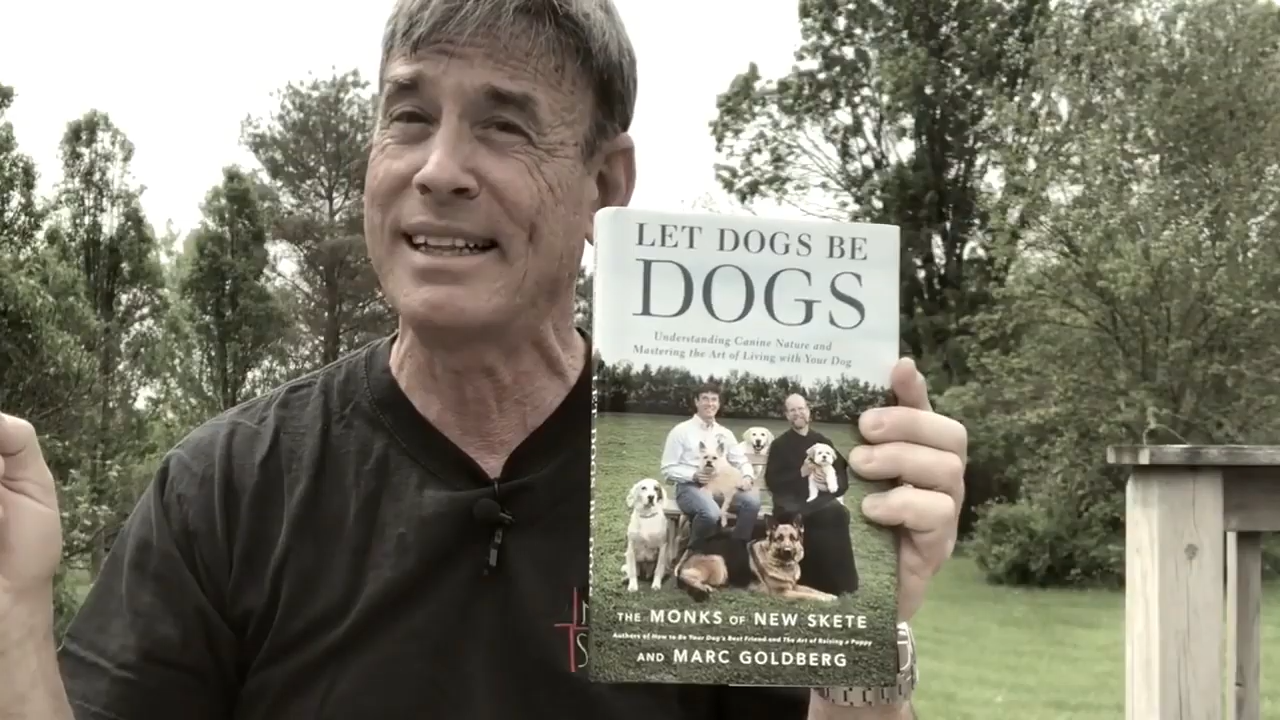 LET DOGS BE
DOGS
Understanding Canine Nature and
Mastering the Art of Living with Your Dog
THE MONKS OF NEW SKETE
Authors of How to Be Your Dog's Best Friend and The Art of Raising a Puppy
AND MARC GOLDBERG